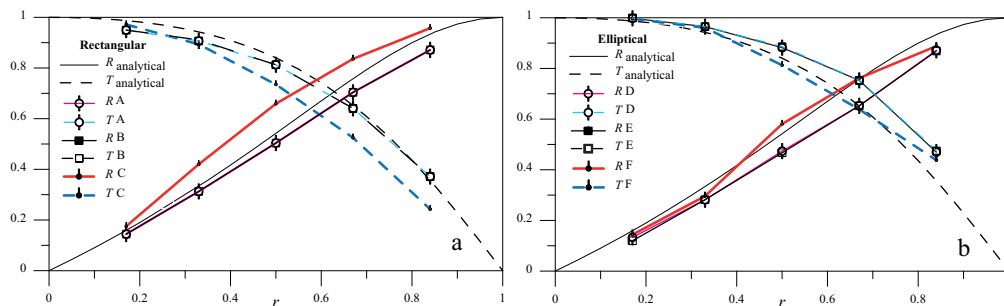 1
0.8
0.6
0.4
0.2
0
0
0.2
0.4
0.6
0.8
1
r
Rectangular
R analytical
T analytical
R A
T A
R B
T B
R C
T C
a
1
0.8
0.6
0.4
0.2
0
0
0.2
0.4
0.6
0.8
r
Elliptical
R analytical
T analytical
R D
T D
R E
T E
R F
T F
b